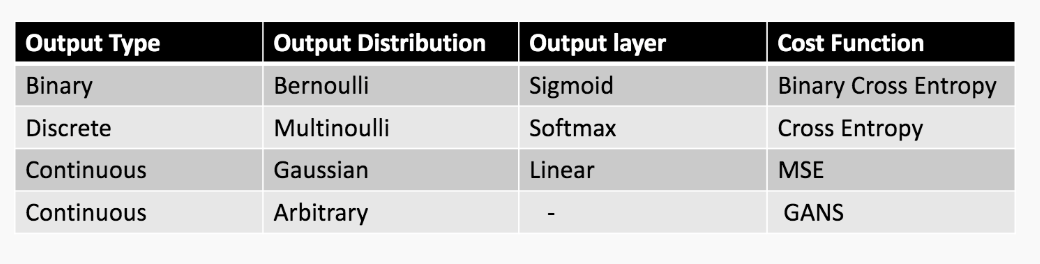 Output Type Output Distribution Output layer Cost Function
Binary Bernoulli Sigmoid Binary Cross Entropy
Discrete Multinoulli Softmax Cross Entropy
Continuous Gaussian Linear MSE
Continuous Arbitrary - GANS